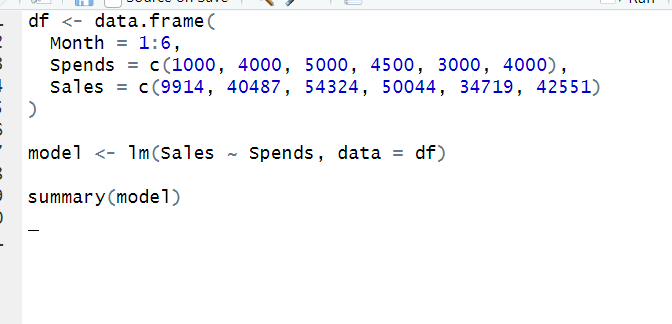 Source on Save
Run
df <- data.frame(
  Month = 1:6,
  Spends = c(1000, 4000, 5000, 4500, 3000, 4000),
  Sales = c(9914, 40487, 54324, 50044, 34719, 42551)
)
model <- lm(Sales ~ Spends, data = df)
summary(model)
_